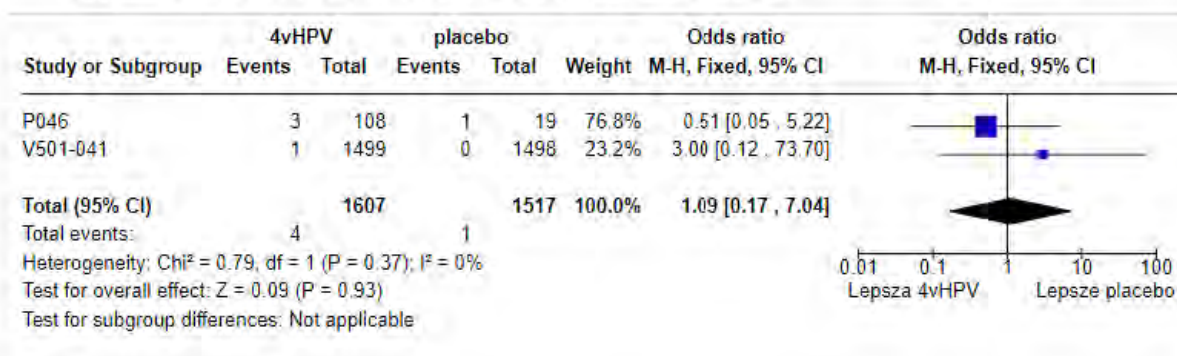 4vHPV placebo Odds ratio Odds ratio
Study or Subgroup Events Total Events Total Weight M-H, Fixed, 95% CI M-H, Fixed, 95% CI
P046 3 108 1 19 76.8% 0.51 [0.05 , 5.22]
V501-041 1 1499 0 1498 23.2% 3.00 [0.12 , 73.70]
Total (95% CI) 1607 1517 100.0% 1.09 [0.17 , 7.04]
Total events: 4 1
Heterogeneity: Chi² = 0.79, df = 1 (P = 0.37); I² = 0%
Test for overall effect: Z = 0.09 (P = 0.93)
Test for subgroup differences: Not applicable
0.01 0.1 1 10 100
Lepsza 4vHPV Lepsze placebo